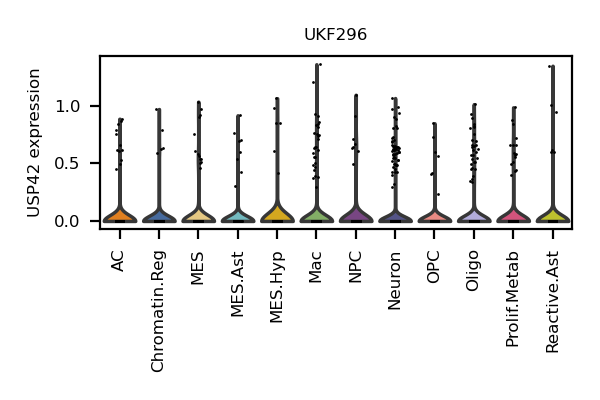 UKF296
USP42 expression
1.0
0.5
0.0
AC
Chromatin.Reg
MES
MES.Ast
MES.Hyp
Mac
NPC
Neuron
OPC
Oligo
Prolif.Metab
Reactive.Ast